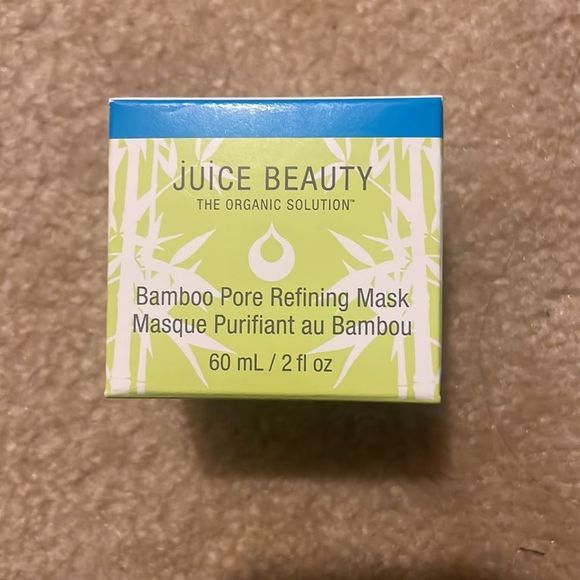 juice BEAUTY
THE ORGANIC SOLUTION™
Bamboo Pore Refining Mask
Masque Purifiant au Bambou
60 mL / 2 fl oz